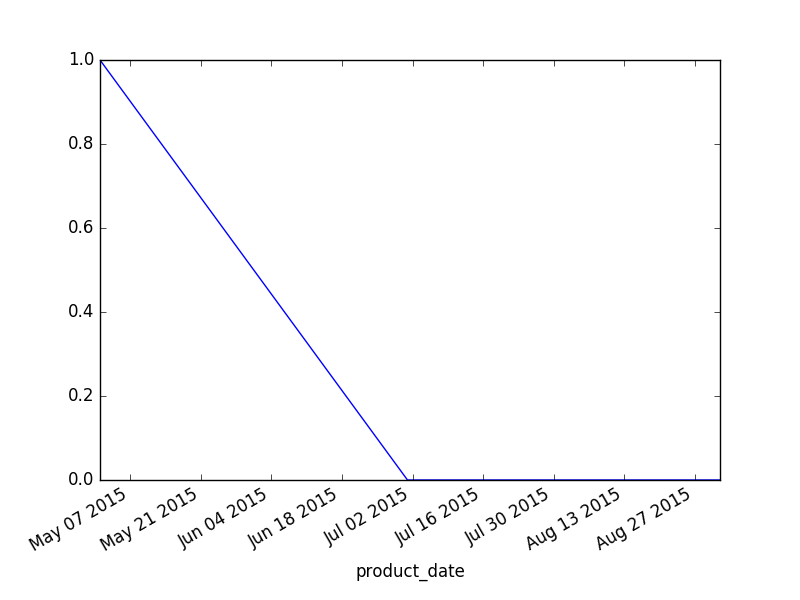 1.0
0.8
0.6
0.4
0.2
0.0
May 07 2015
May 21 2015
Jun 04 2015
Jun 18 2015
Jul 02 2015
Jul 16 2015
Jul 30 2015
Aug 13 2015
Aug 27 2015
product_date